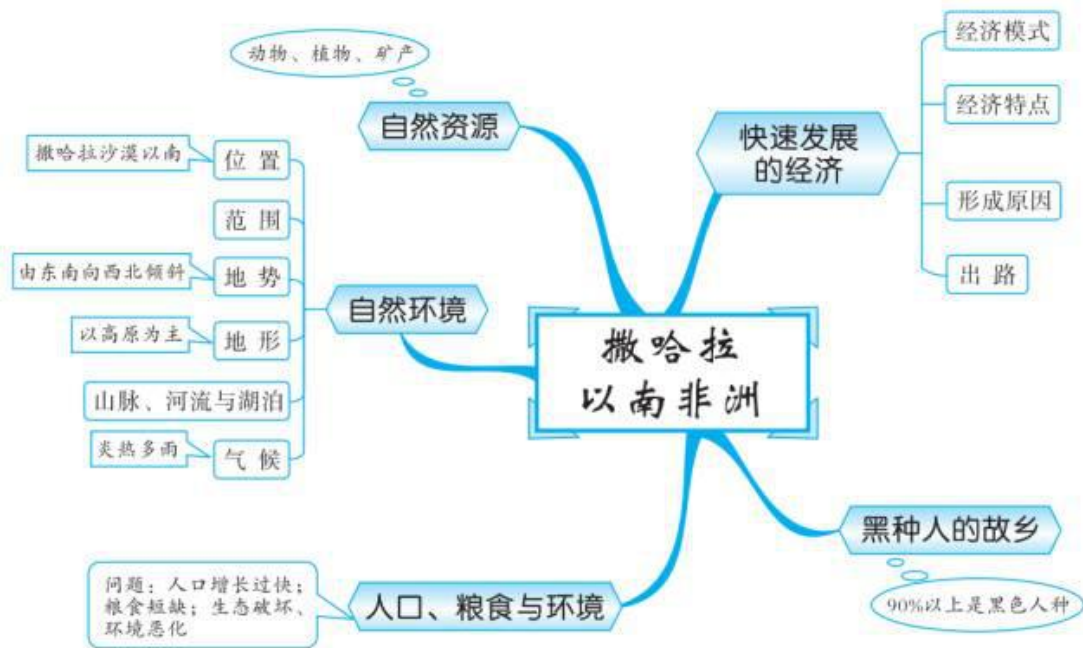 撒哈拉
以南非洲
自然资源
动物、植物、矿产
自然环境
位置
撒哈拉沙漠以南
范围
地势
由东南向西北倾斜
地形
以高原为主
山脉、河流与湖泊
气候
炎热多雨
人口、粮食与环境
问题：人口增长过快；
粮食短缺；生态破坏、
环境恶化
快速发展
的经济
经济模式
经济特点
形成原因
出路
黑种人的故乡
90%以上是黑色人种